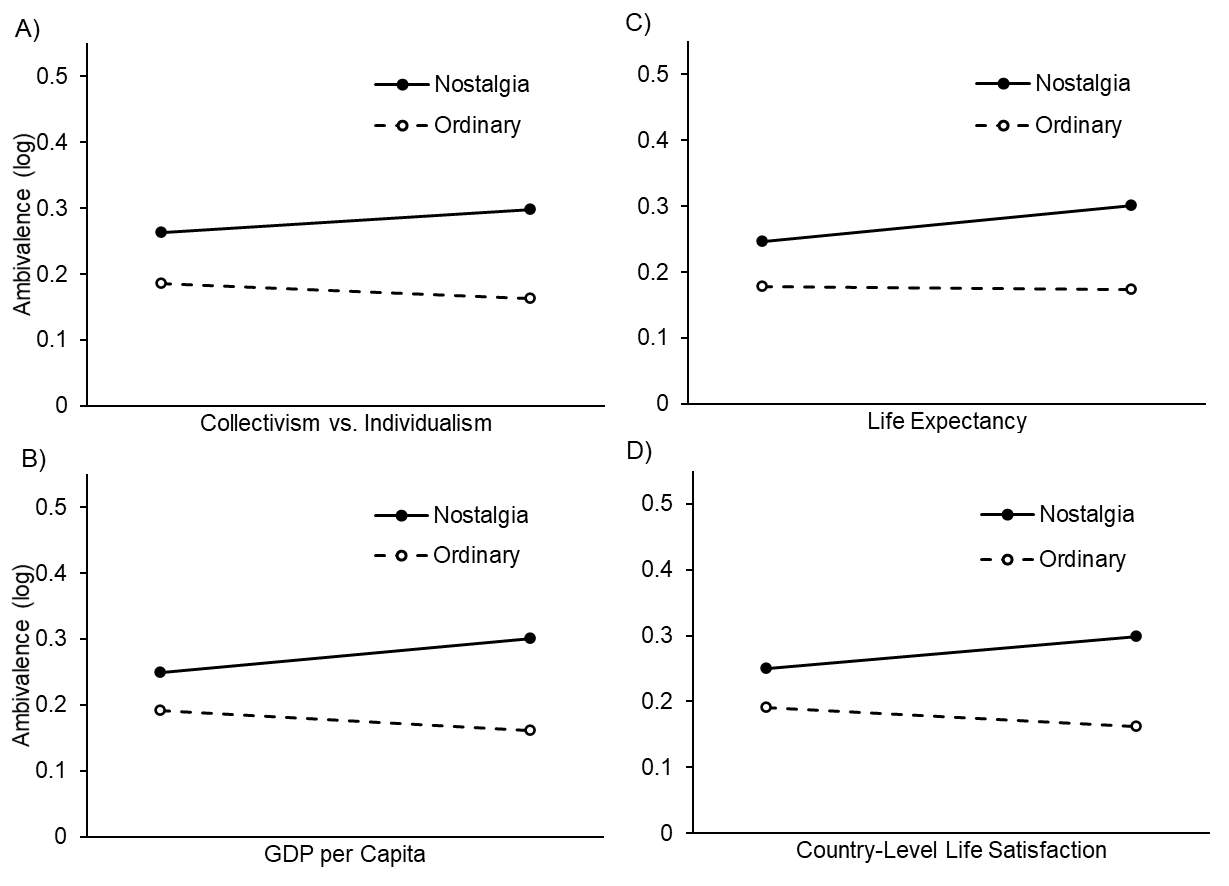 A)
0.5
0.4
0.3
0.2
0.1
0
Ambivalence (log)
Nostalgia
Ordinary
Collectivism vs. Individualism
C)
0.5
0.4
0.3
0.2
0.1
0
Nostalgia
Ordinary
Life Expectancy
B)
0.5
0.4
0.3
0.2
0.1
0
Ambivalence (log)
Nostalgia
Ordinary
GDP per Capita
D)
0.5
0.4
0.3
0.2
0.1
0
Nostalgia
Ordinary
Country-Level Life Satisfaction